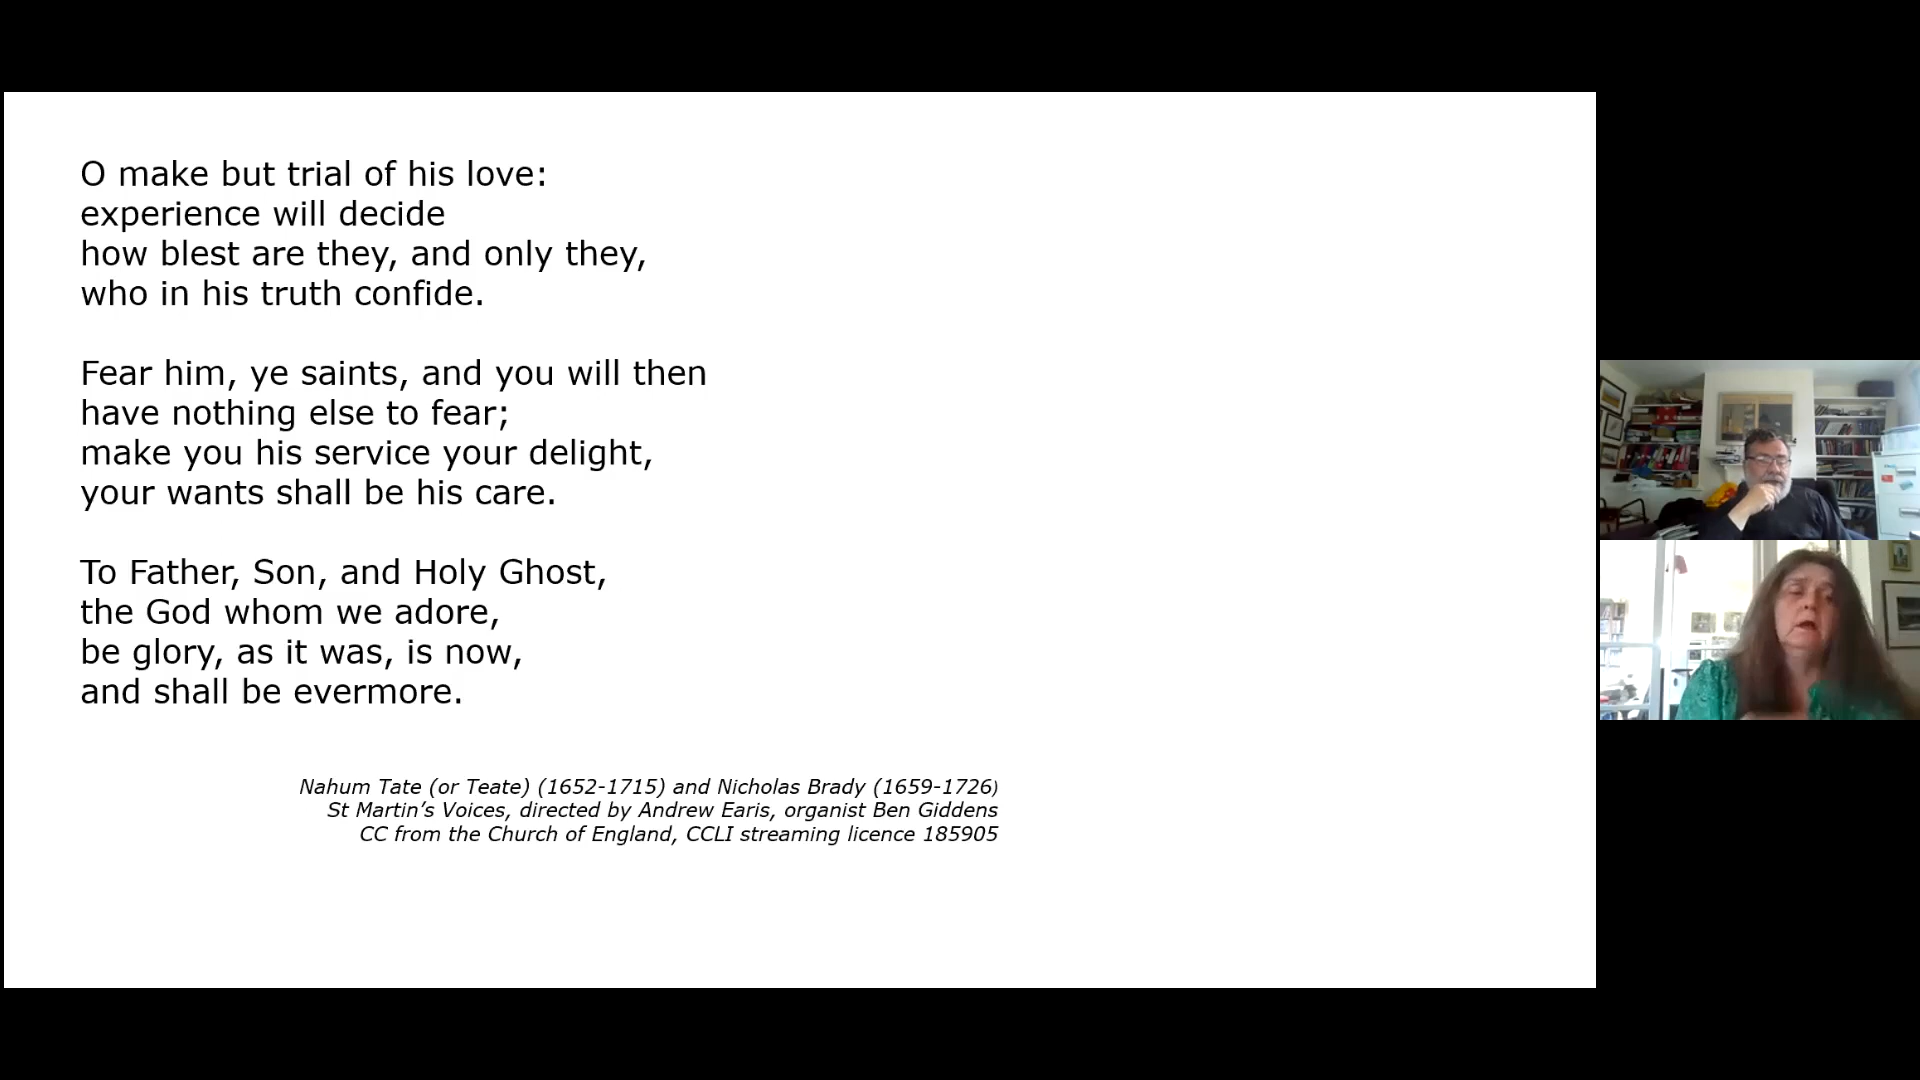 O make but trial of his love:
experience will decide
how blest are they, and only they,
who in his truth confide.
Fear him, ye saints, and you will then
have nothing else to fear;
make you his service your delight,
your wants shall be his care.
To Father, Son, and Holy Ghost,
the God whom we adore,
be glory, as it was, is now,
and shall be evermore.
Nahum Tate (or Teate) (1652-1715) and Nicholas Brady (1659-1726)
St Martin’s Voices, directed by Andrew Earis, organist Ben Giddens
CC from the Church of England, CCLI streaming licence 185905